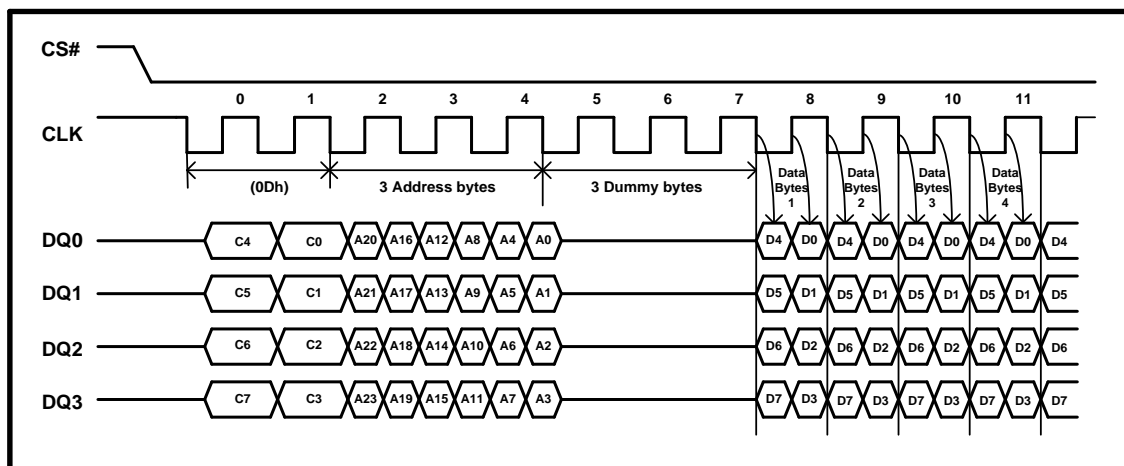 CS#
0 1 2 3 4 5 6 7 8 9 10 11
CLK
(0Dh) 3 Address bytes 3 Dummy bytes
Data Bytes 1
Data Bytes 2
Data Bytes 3
Data Bytes 4
DQ0 C4 C0 A20 A16 A12 A8 A4 A0 D4 D0 D4 D0 D4 D0 D4 D0 D4
DQ1 C5 C1 A21 A17 A13 A9 A5 A1 D5 D1 D5 D1 D5 D1 D5 D1 D5
DQ2 C6 C2 A22 A18 A14 A10 A6 A2 D6 D2 D6 D2 D6 D2 D6 D2 D6
DQ3 C7 C3 A23 A19 A15 A11 A7 A3 D7 D3 D7 D3 D7 D3 D7 D3 D7